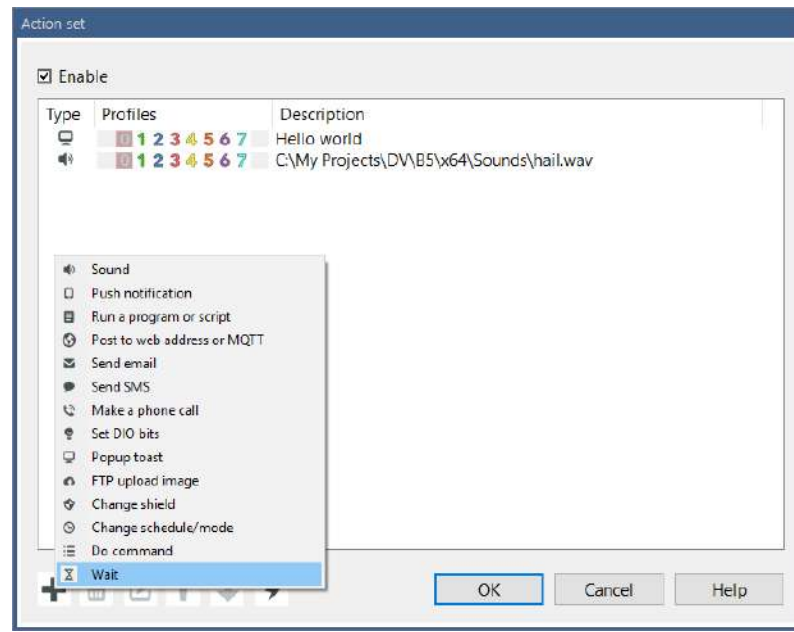 Action set
Enable
Type Profiles Description
0 1 2 3 4 5 6 7 Hello world
0 1 2 3 4 5 6 7 C:\My Projects\DV\B5\x64\Sounds\hail.wav
Sound
Push notification
Run a program or script
Post to web address or MQTT
Send email
Send SMS
Make a phone call
Set DIO bits
Popup toast
FTP upload image
Change shield
Change schedule/mode
Do command
Wait
OK Cancel Help